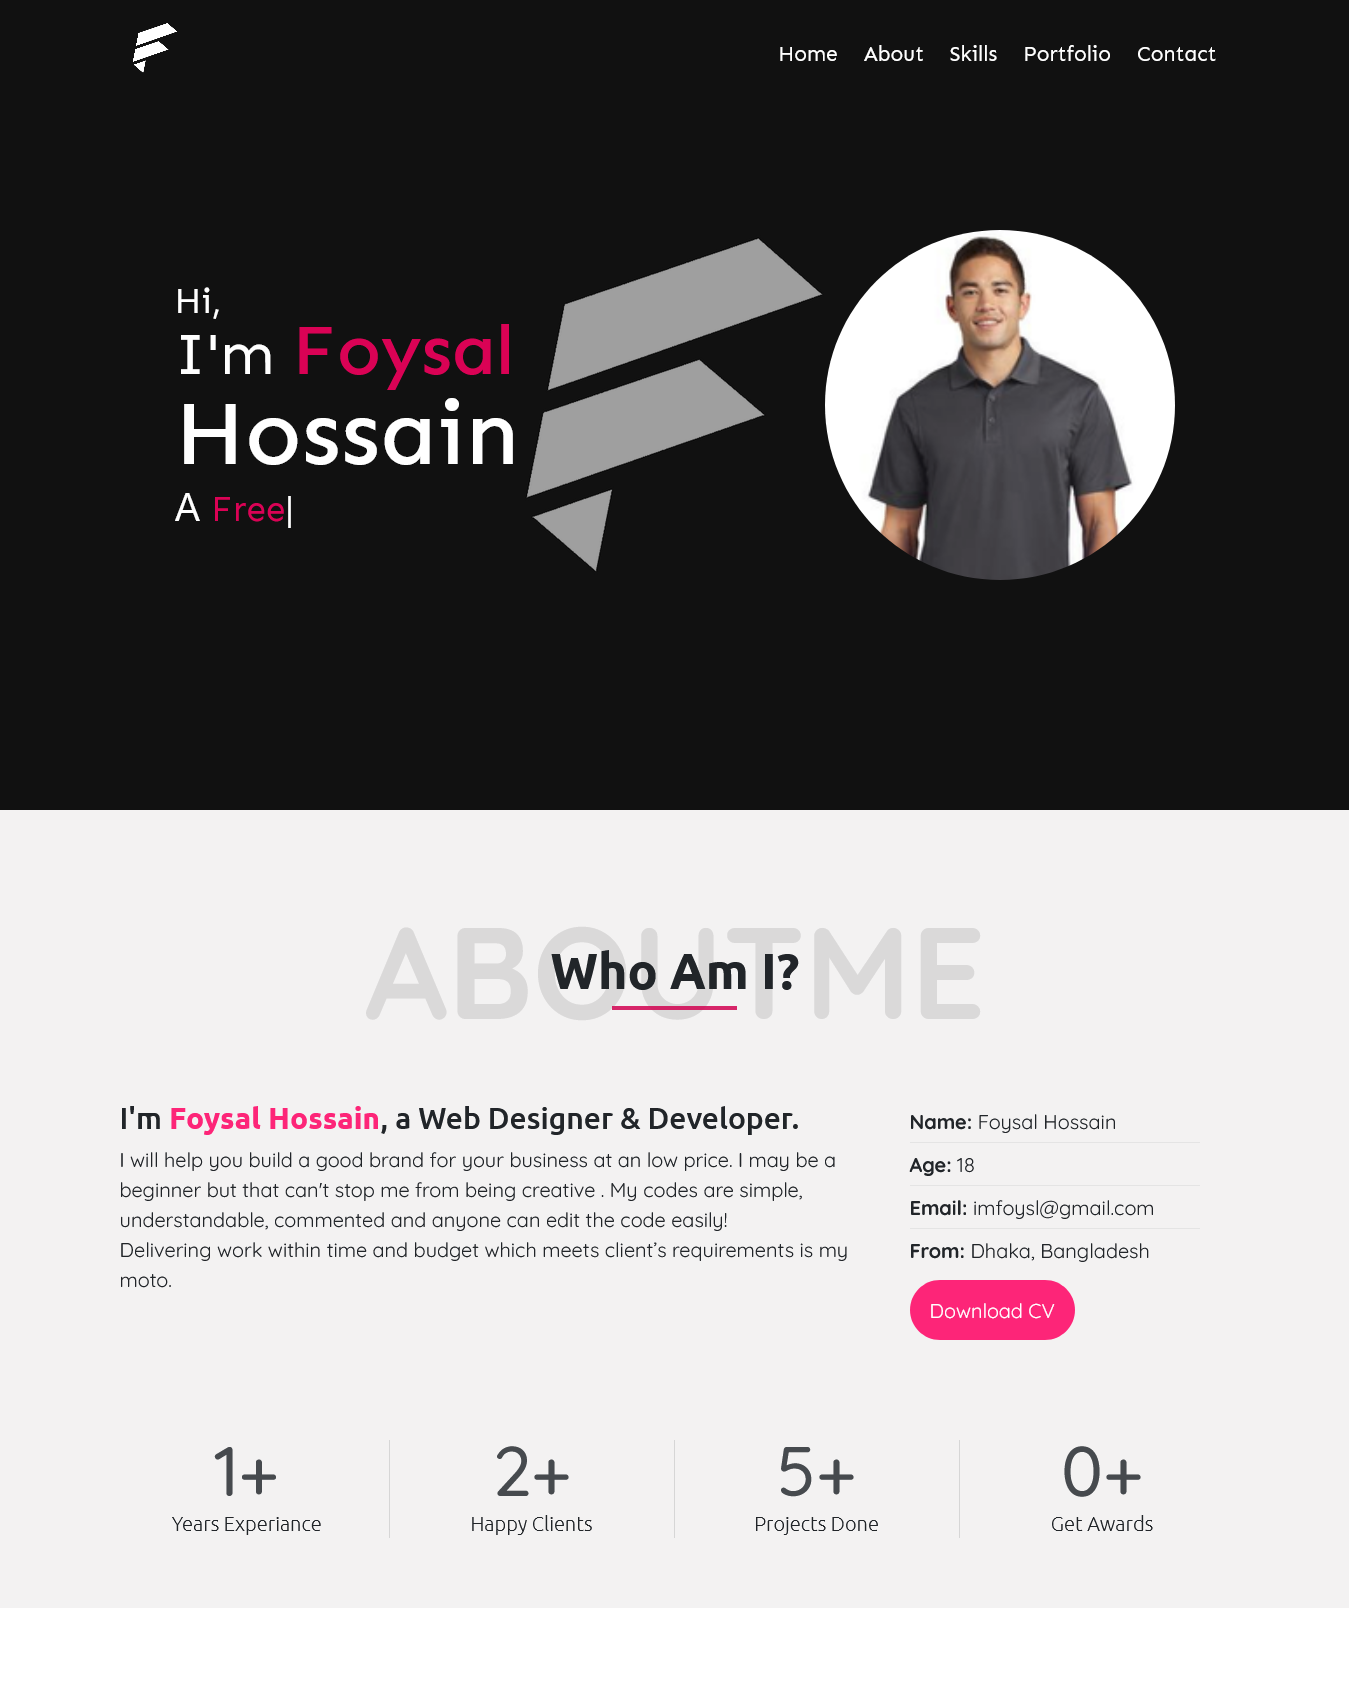 Home About Skills Portfolio Contact
Hi,
I'm Foysal
Hossain
A Free|
ABOUTME
Who Am I?
I'm Foysal Hossain, a Web Designer & Developer.
I will help you build a good brand for your business at an low price. I may be a
beginner but that can't stop me from being creative . My codes are simple,
understandable, commented and anyone can edit the code easily!
Delivering work within time and budget which meets client’s requirements is my
moto.
Name: Foysal Hossain
Age: 18
Email: imfoysl@gmail.com
From: Dhaka, Bangladesh
Download CV
1+
Years Experiance
2+
Happy Clients
5+
Projects Done
0+
Get Awards